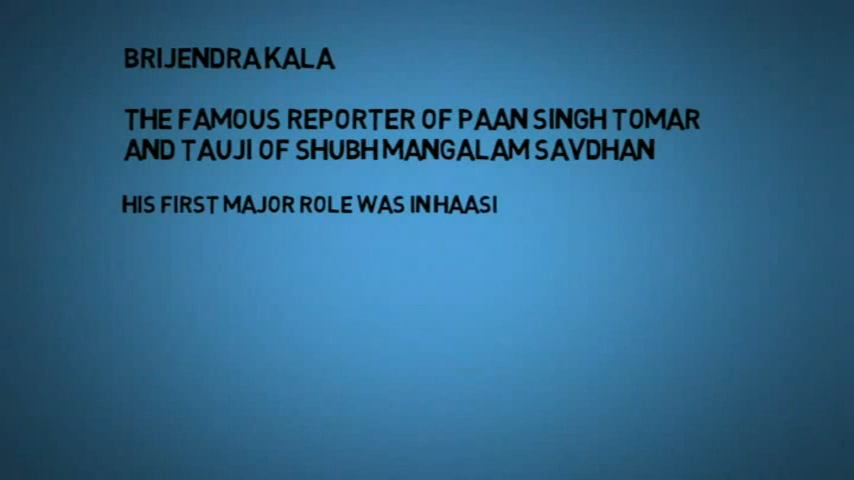 BRIJENDRA KALA
THE FAMOUS REPORTER OF PAAN SINGH TOMAR
AND TAUJI OF SHUBH MANGALAM SAVDHAN
HIS FIRST MAJOR ROLE WAS IN HAASI